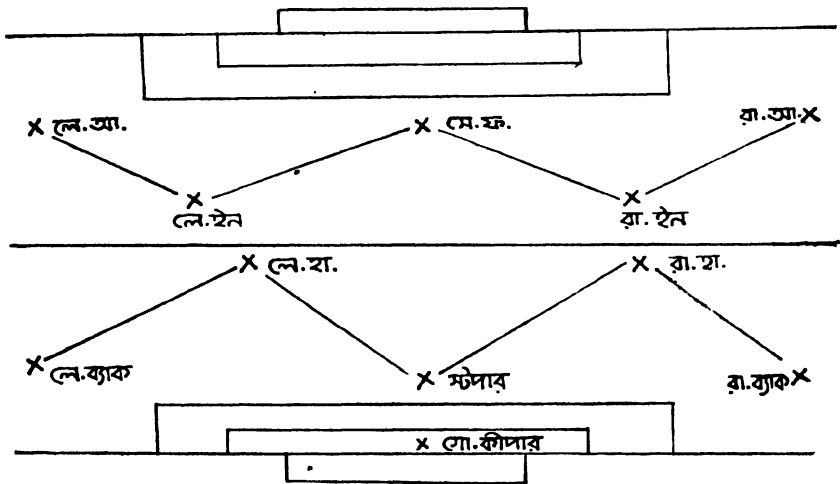 লে.আ. সে.ফ. রা.আ.
লে.ইন রা.ইন
লে.হা. রা.হা.
লে.ব্যাক স্টপার রা.ব্যাক
গো.কীপার